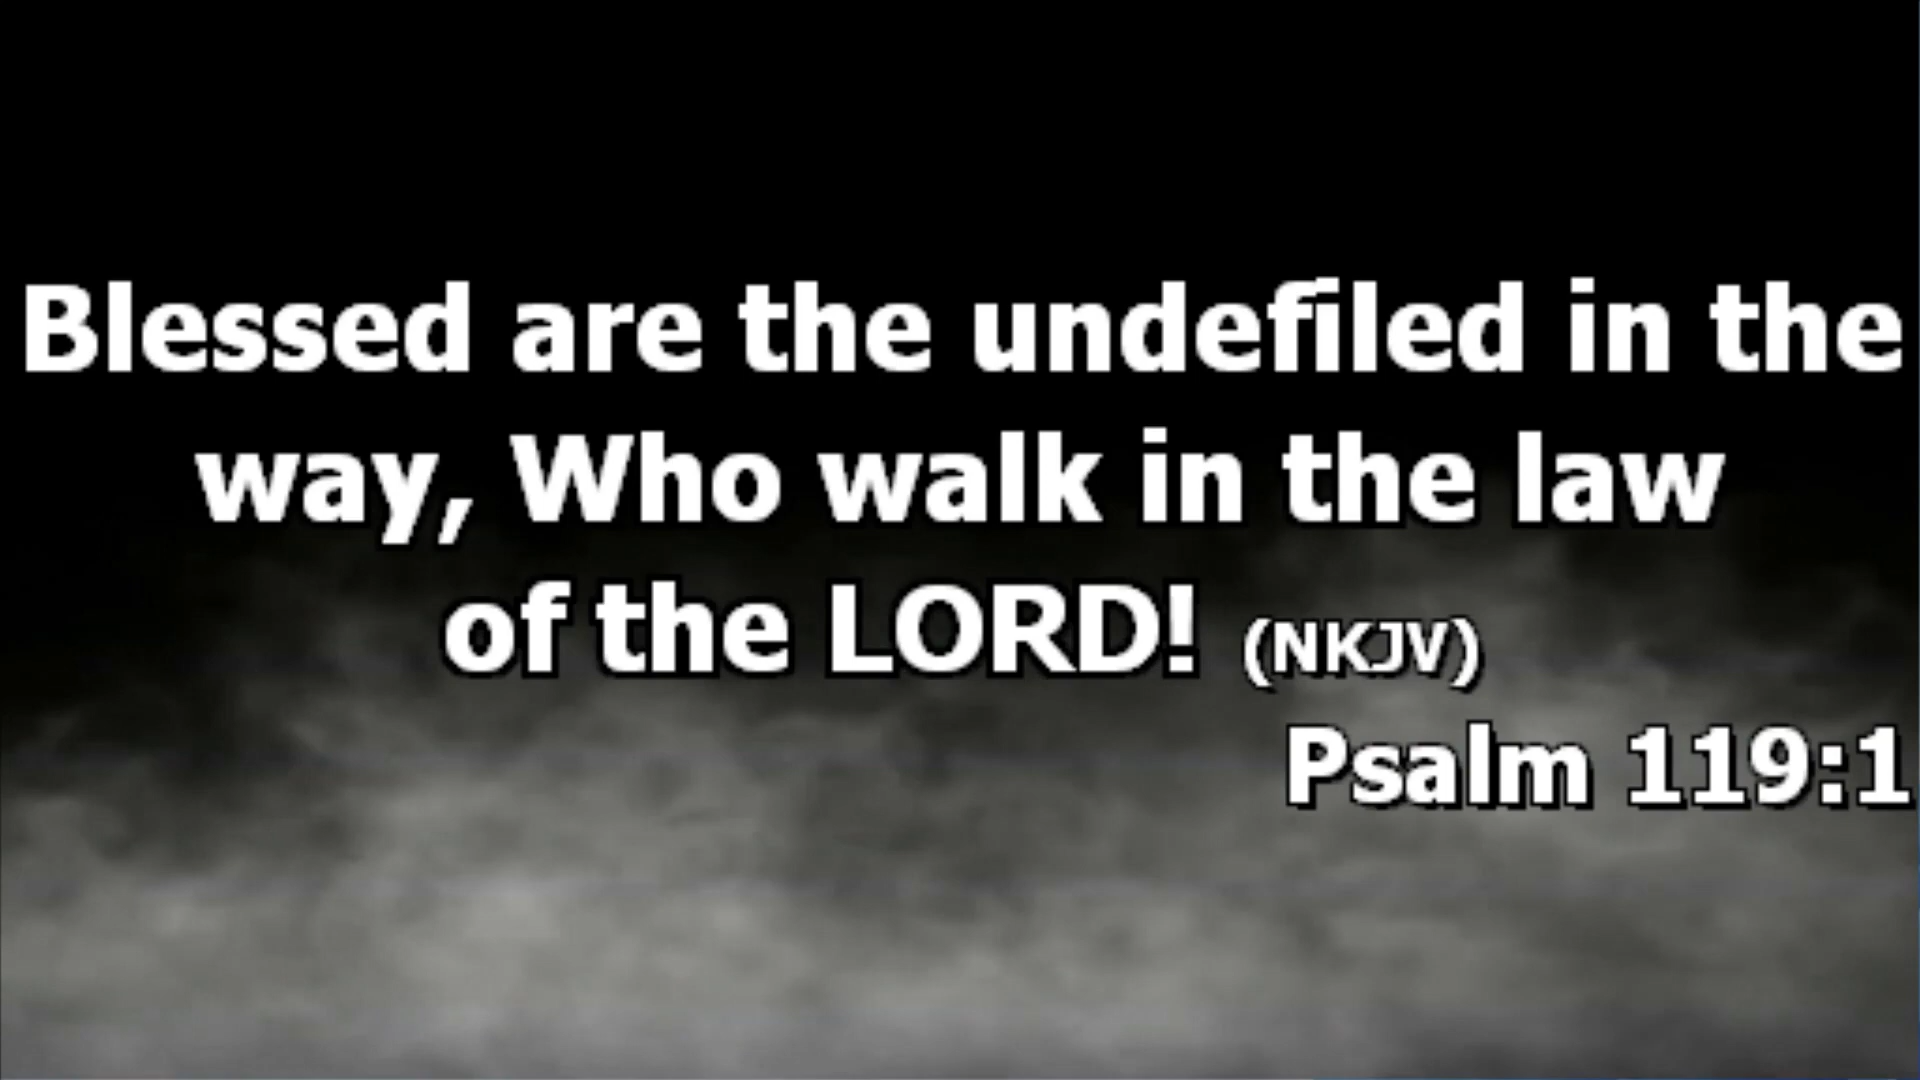 Blessed are the undefiled in the
way, Who walk in the law
of the LORD! (NKJV)
Psalm 119:1